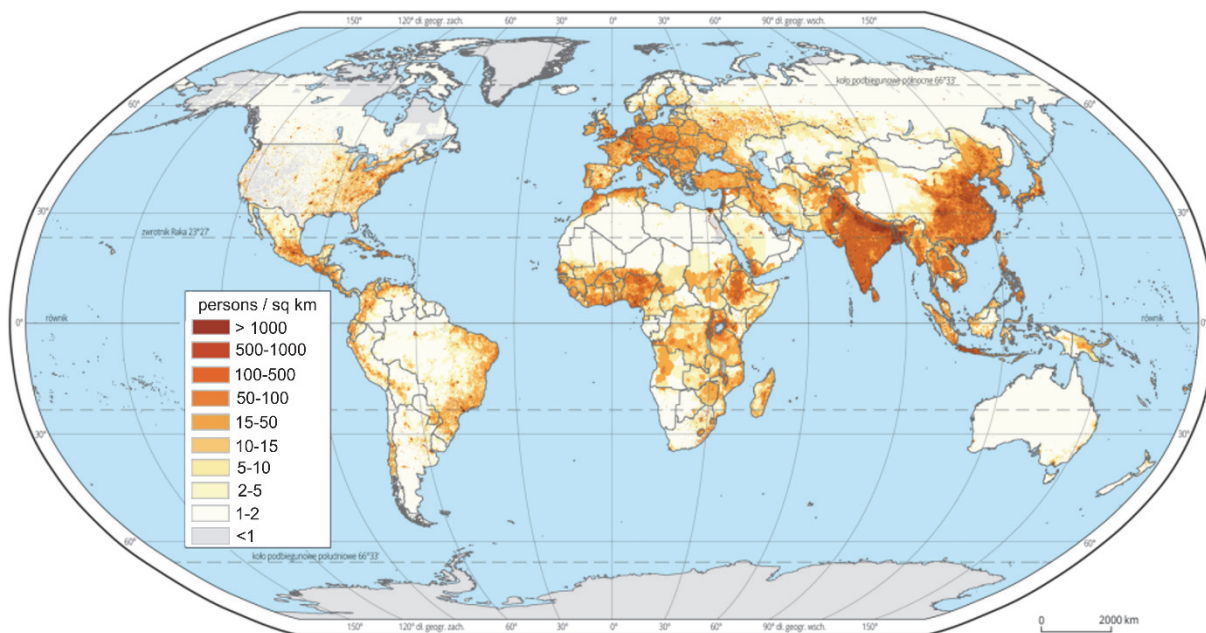 150° 120° dł. geogr. zach. 60° 30° 0° 30° 60° 90° dł. geogr. wsch. 150°
koło podbiegunowe północne 66°33'
60° 60°
30° 30°
zwrotnik Raka 23°27'
persons / sq km
> 1000
500-1000
100-500
50-100
15-50
10-15
5-10
2-5
1-2
<1
0° równik równik 0°
30° 30°
60° 60°
koło podbiegunowe południowe 66°33'
150° 120° dł. geogr. zach. 60° 30° 0° 30° 60° 90° dł. geogr. wsch. 150°
0 2000 km